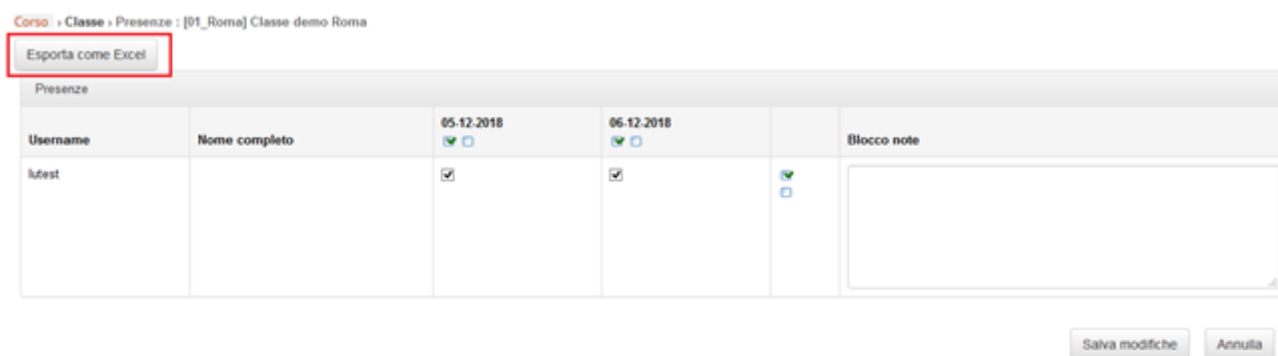 Corso › Classe › Presenze : [01_Roma] Classe demo Roma
Esporta come Excel
Presenze
Username Nome completo 05-12-2018 06-12-2018 Blocco note
lutest
Salva modifiche Annulla